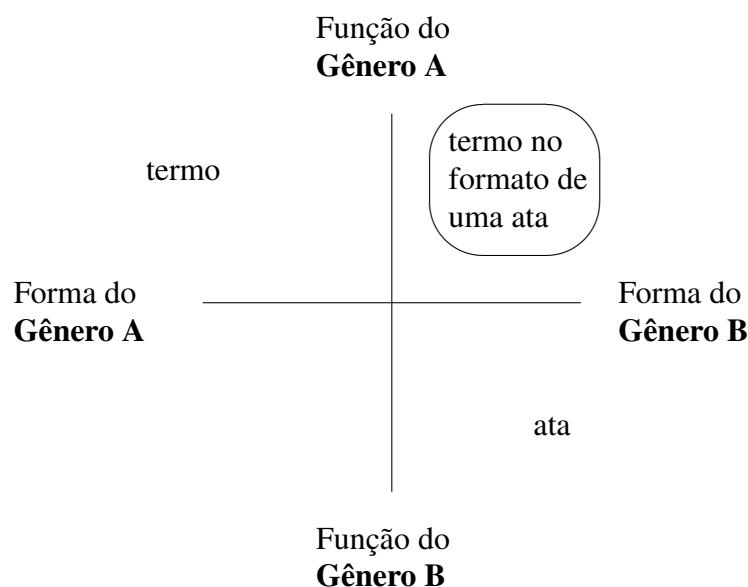 Função do
Gênero A
termo
termo no
formato de
uma ata
Forma do
Gênero A
Forma do
Gênero B
ata
Função do
Gênero B